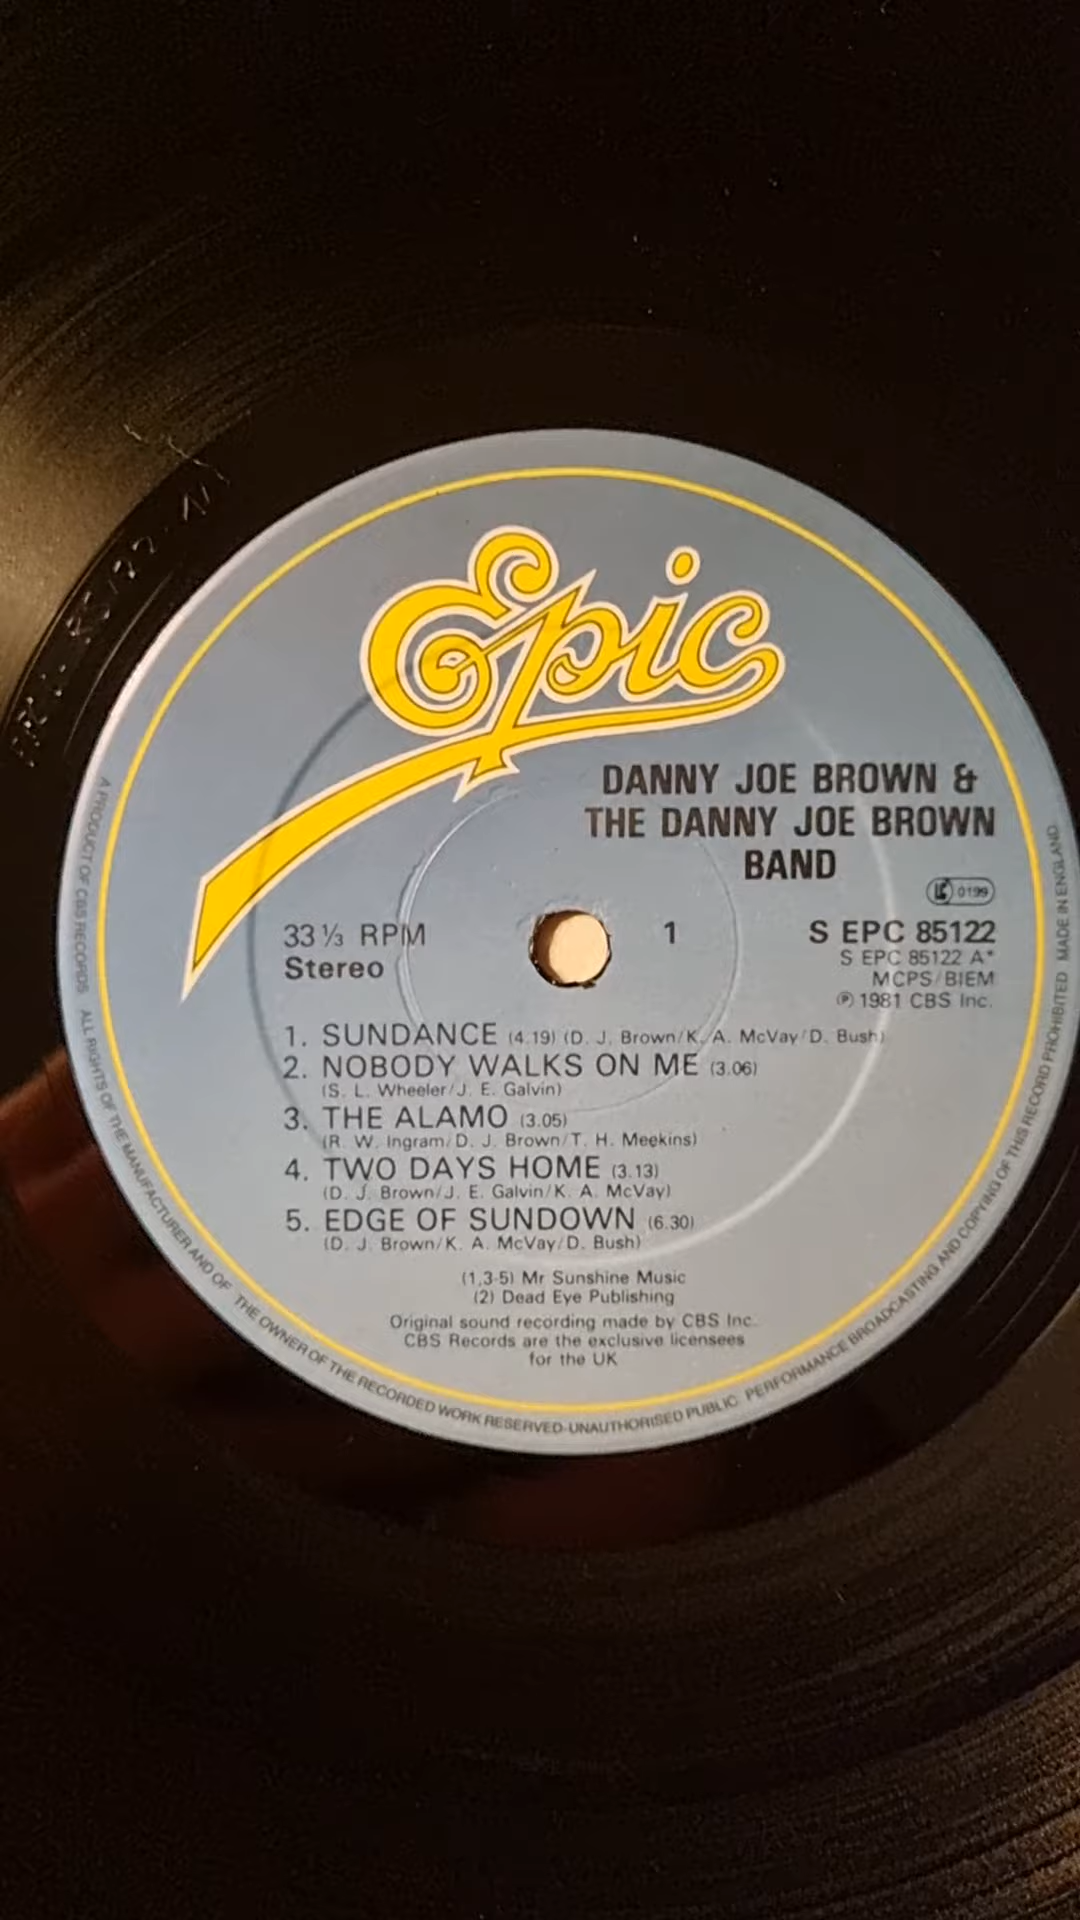 Epic
DANNY JOE BROWN &
THE DANNY JOE BROWN
BAND
LC 0199
33⅓ RPM
Stereo
1
S EPC 85122
S EPC 85122 A*
MCPS/BIEM
℗ 1981 CBS Inc.
1. SUNDANCE (4.19) (D. J. Brown/K. A. McVay/D. Bush)
2. NOBODY WALKS ON ME (3.06)
(S. L. Wheeler/J. E. Galvin)
3. THE ALAMO (3.05)
(R. W. Ingram/D. J. Brown/T. H. Meekins)
4. TWO DAYS HOME (3.13)
(D. J. Brown/J. E. Galvin/K. A. McVay)
5. EDGE OF SUNDOWN (6.30)
(D. J. Brown/K. A. McVay/D. Bush)
(1,3-5) Mr Sunshine Music
(2) Dead Eye Publishing
Original sound recording made by CBS Inc.
CBS Records are the exclusive licensees
for the UK
A PRODUCT OF CBS RECORDS. ALL RIGHTS OF THE MANUFACTURER AND OF THE OWNER OF THE RECORDED WORK RESERVED·UNAUTHORISED PUBLIC PERFORMANCE BROADCASTING AND COPYING OF THIS RECORD PROHIBITED MADE IN ENGLAND